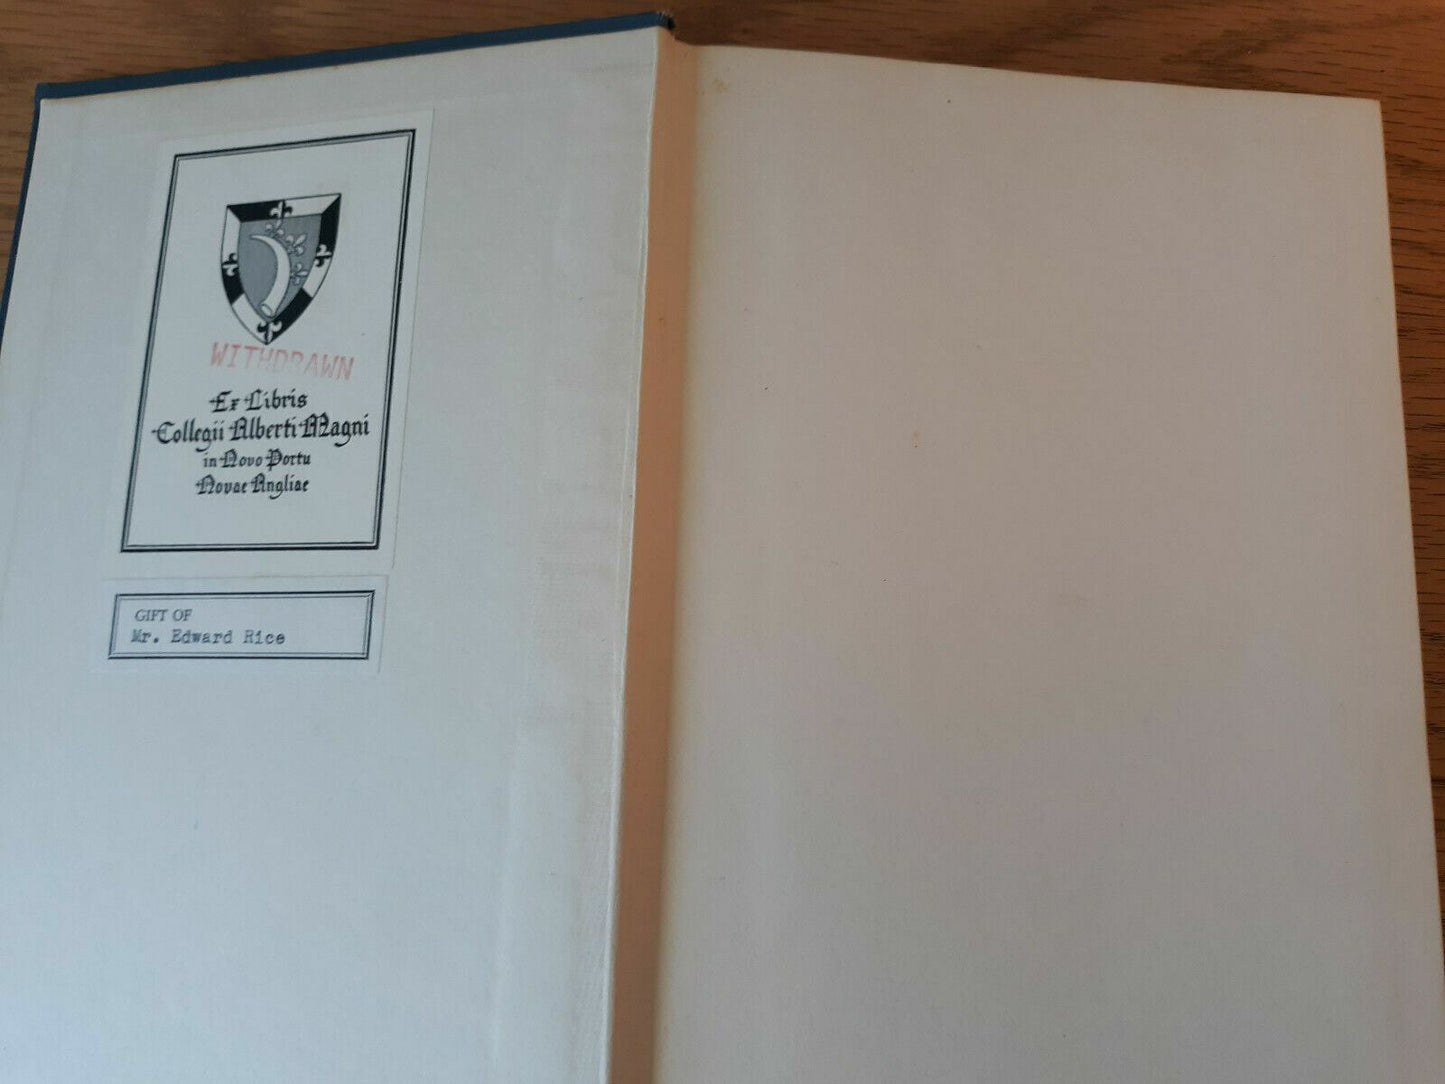 WITHDRAWN
Ex Libris
Collegii Alberti Magni
in Novo Portu
Novae Angliae
GIFT OF
Mr. Edward Rice